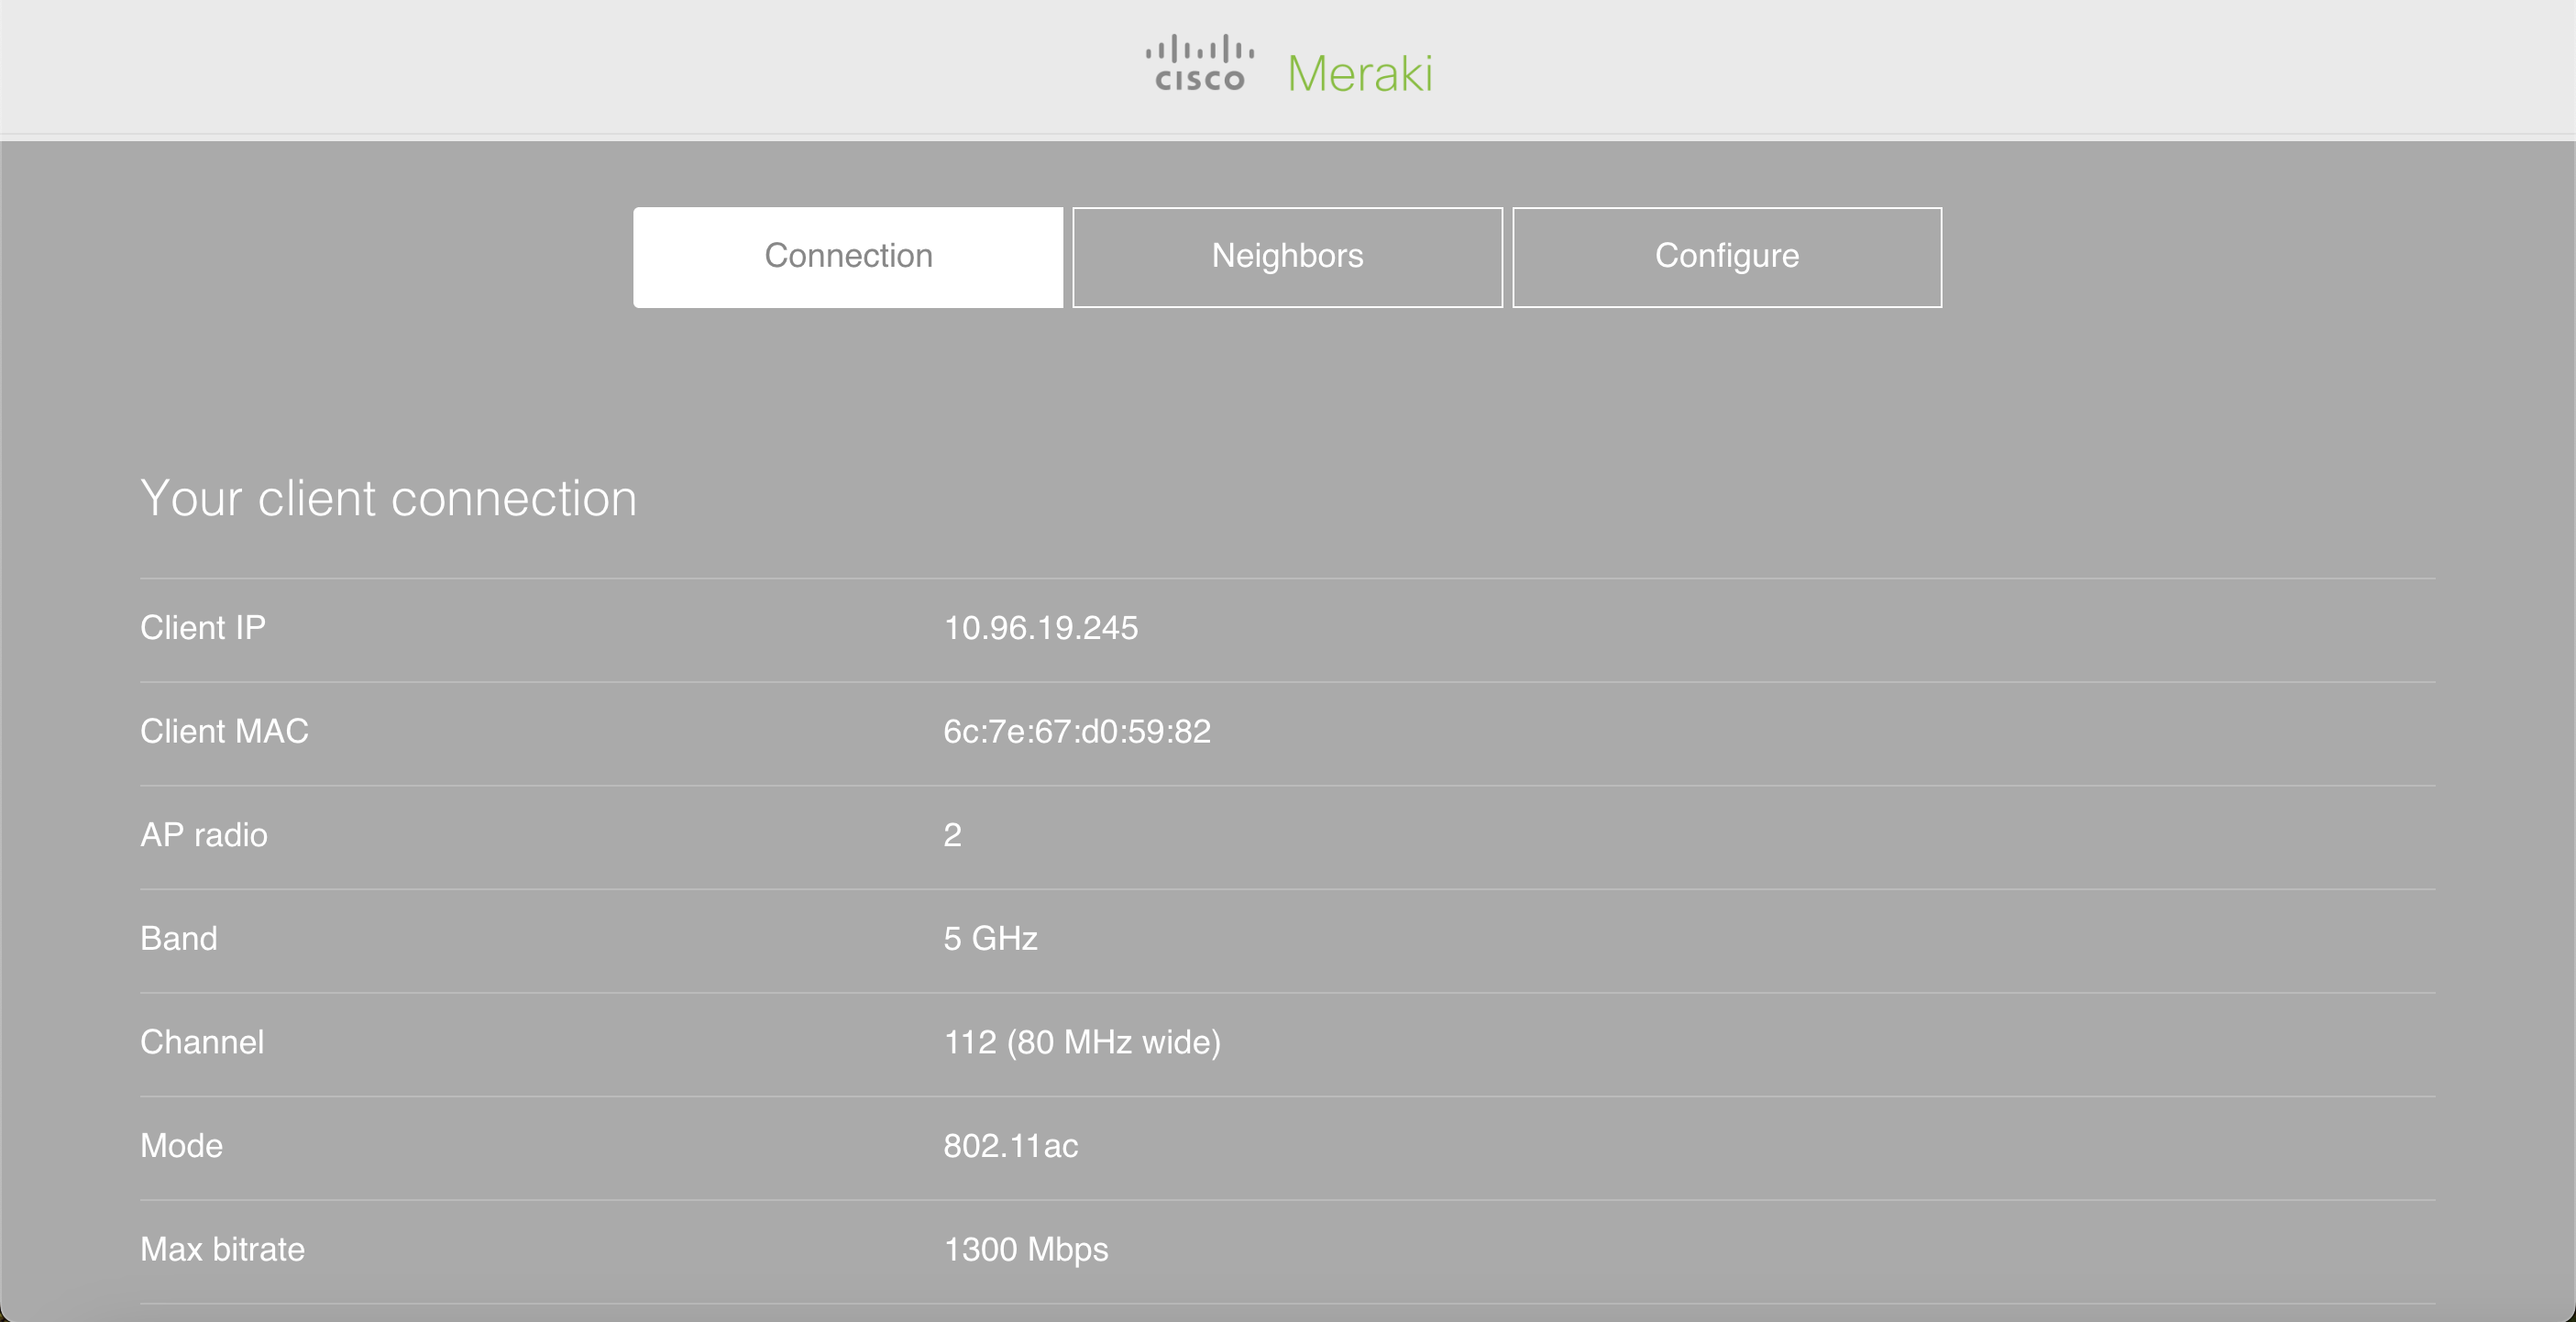 cisco Meraki
Connection Neighbors Configure
Your client connection
Client IP 10.96.19.245
Client MAC 6c:7e:67:d0:59:82
AP radio 2
Band 5 GHz
Channel 112 (80 MHz wide)
Mode 802.11ac
Max bitrate 1300 Mbps